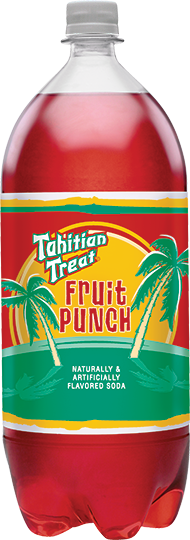 Tahitian
Treat
Fruit
PUNCH
NATURALLY &
ARTIFICIALLY
FLAVORED SODA